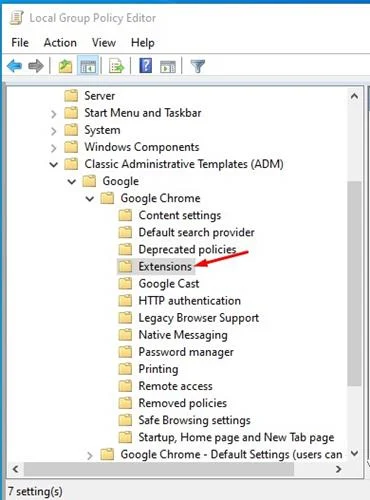 Local Group Policy Editor
File Action View Help
Server
Start Menu and Taskbar
System
Windows Components
Classic Administrative Templates (ADM)
Google
Google Chrome
Content settings
Default search provider
Deprecated policies
Extensions
Google Cast
HTTP authentication
Legacy Browser Support
Native Messaging
Password manager
Printing
Remote access
Removed policies
Safe Browsing settings
Startup, Home page and New Tab page
Google Chrome - Default Settings (users can
7 setting(s)